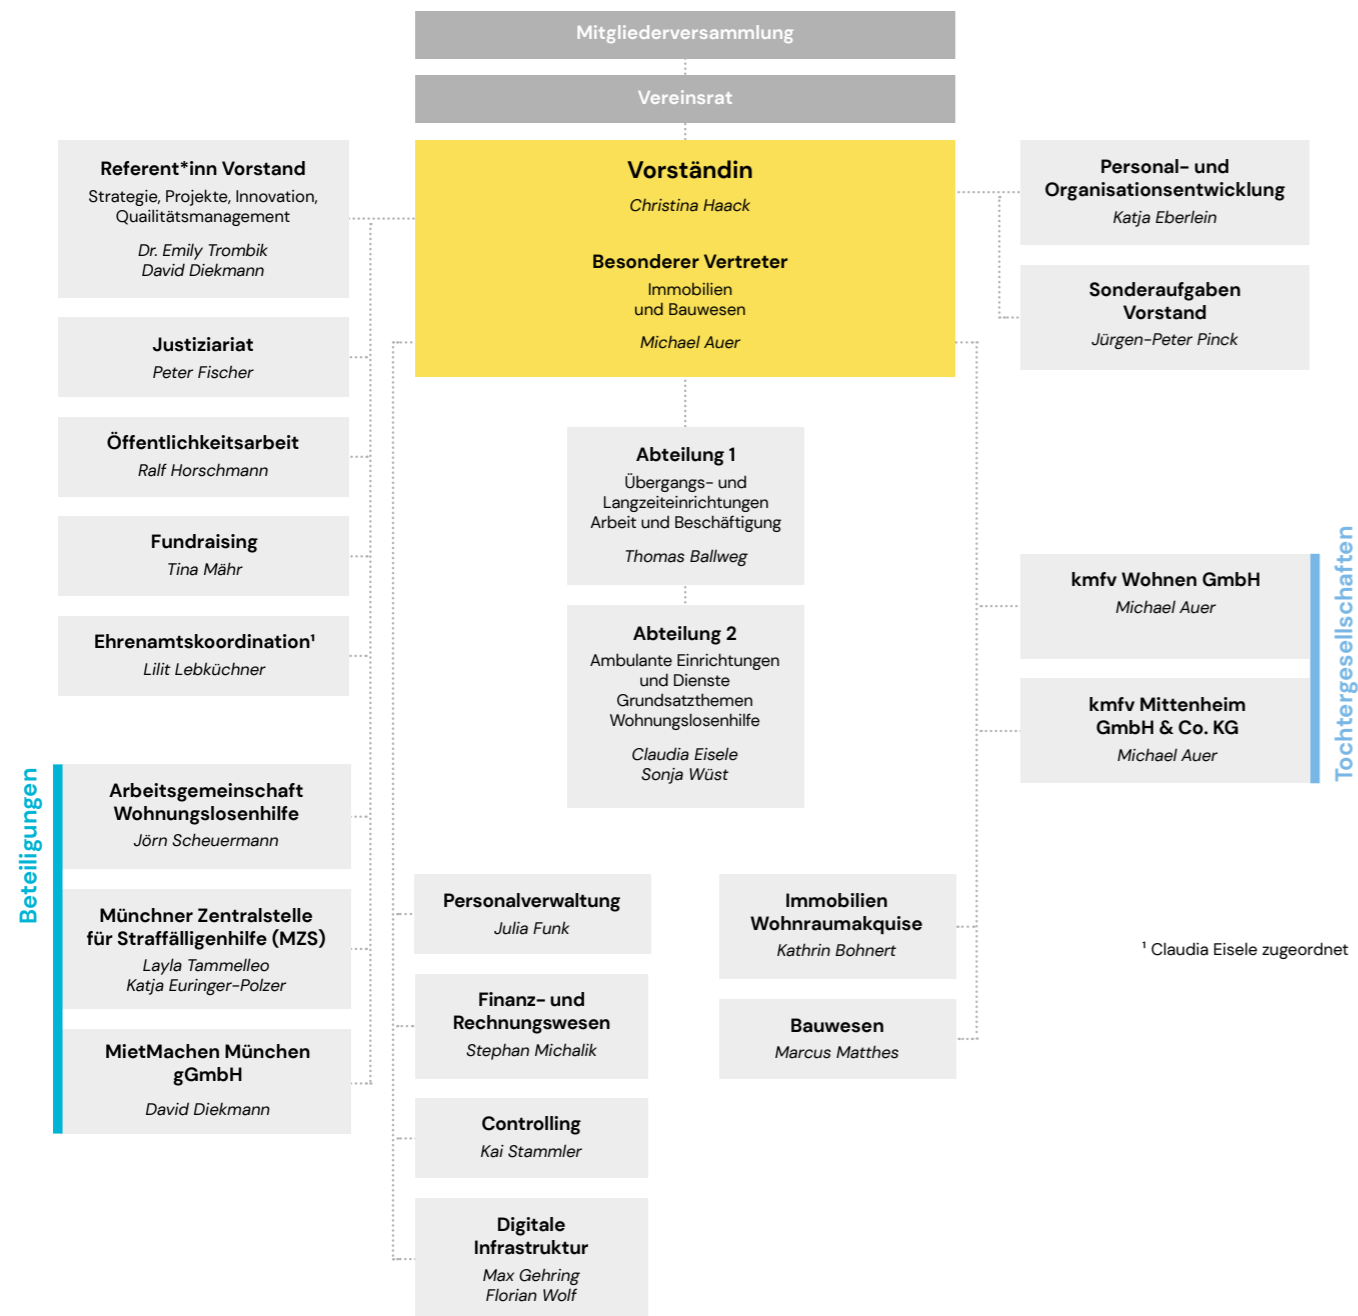 Mitgliederversammlung
Vereinsrat
Referent*inn Vorstand
Strategie, Projekte, Innovation,
Quailitätsmanagement
Dr. Emily Trombik
David Diekmann
Vorständin
Christina Haack
Besonderer Vertreter
Immobilien
und Bauwesen
Michael Auer
Personal- und
Organisationsentwicklung
Katja Eberlein
Sonderaufgaben
Vorstand
Jürgen-Peter Pinck
Justiziariat
Peter Fischer
Öffentlichkeitsarbeit
Ralf Horschmann
Fundraising
Tina Mähr
Ehrenamtskoordination¹
Lilit Lebküchner
Abteilung 1
Übergangs- und
Langzeiteinrichtungen
Arbeit und Beschäftigung
Thomas Ballweg
Abteilung 2
Ambulante Einrichtungen
und Dienste
Grundsatzthemen
Wohnungslosenhilfe
Claudia Eisele
Sonja Wüst
Tochtergesellschaften
kmfv Wohnen GmbH
Michael Auer
kmfv Mittenheim
GmbH & Co. KG
Michael Auer
Beteiligungen
Arbeitsgemeinschaft
Wohnungslosenhilfe
Jörn Scheuermann
Münchner Zentralstelle
für Straffälligenhilfe (MZS)
Layla Tammelleo
Katja Euringer-Polzer
MietMachen München
gGmbH
David Diekmann
Personalverwaltung
Julia Funk
Finanz- und
Rechnungswesen
Stephan Michalik
Controlling
Kai Stammler
Digitale
Infrastruktur
Max Gehring
Florian Wolf
Immobilien
Wohnraumakquise
Kathrin Bohnert
Bauwesen
Marcus Matthes
¹ Claudia Eisele zugeordnet